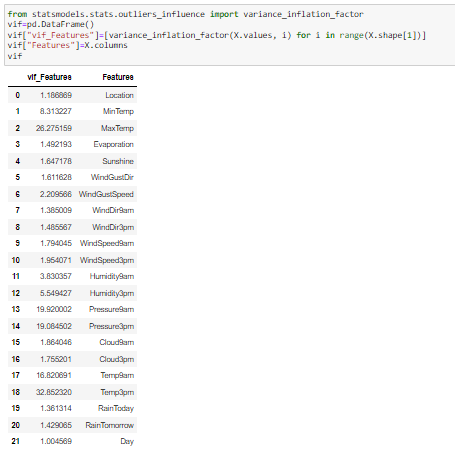 from statsmodels.stats.outliers_influence import variance_inflation_factor
vif=pd.DataFrame()
vif["vif_Features"]=[variance_inflation_factor(X.values, i) for i in range(X.shape[1])]
vif["Features"]=X.columns
vif
vif_Features Features
0 1.186869 Location
1 8.313227 MinTemp
2 26.275159 MaxTemp
3 1.492193 Evaporation
4 1.647178 Sunshine
5 1.611628 WindGustDir
6 2.209566 WindGustSpeed
7 1.385009 WindDir9am
8 1.485567 WindDir3pm
9 1.794045 WindSpeed9am
10 1.954071 WindSpeed3pm
11 3.830357 Humidity9am
12 5.549427 Humidity3pm
13 19.920002 Pressure9am
14 19.084502 Pressure3pm
15 1.864046 Cloud9am
16 1.755201 Cloud3pm
17 16.820691 Temp9am
18 32.852320 Temp3pm
19 1.361314 RainToday
20 1.429065 RainTomorrow
21 1.004569 Day